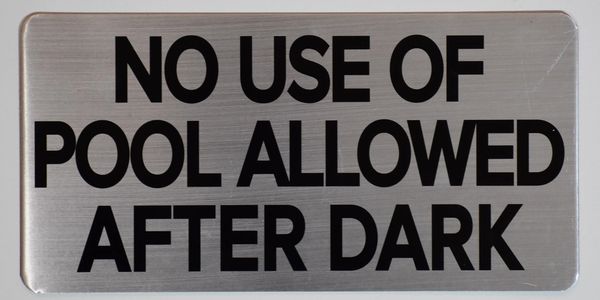 NO USE OF
POOL ALLOWED
AFTER DARK